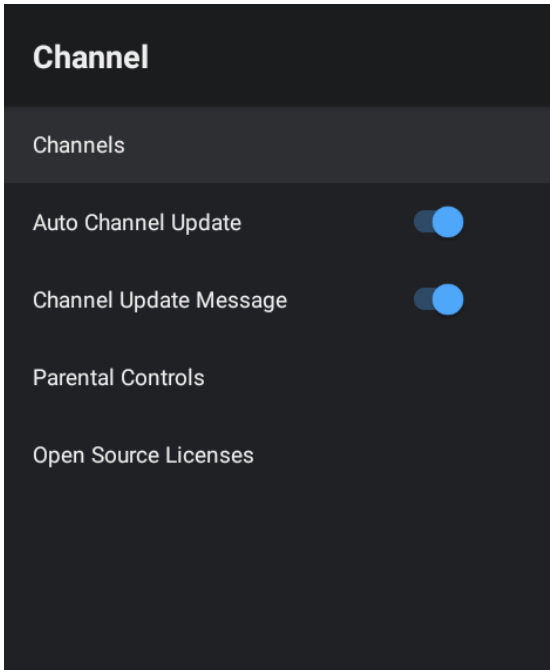 Channel
Channels
Auto Channel Update
Channel Update Message
Parental Controls
Open Source Licenses